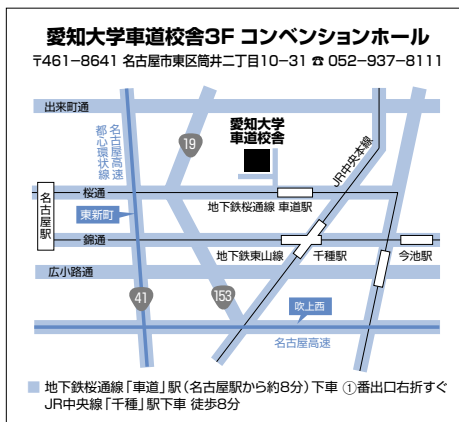 愛知大学車道校舎3F コンベンションホール
〒461−8641 名古屋市東区筒井二丁目10−31 ☎ 052−937−8111
出来町通
名古屋高速
都心環状線
19
愛知大学
車道校舎
JR中央本線
名古屋駅
桜通
地下鉄桜通線 車道駅
東新町
錦通
地下鉄東山線
千種駅
今池駅
広小路通
41
153
吹上西
名古屋高速
地下鉄桜通線「車道」駅(名古屋駅から約8分)下車 ①番出口右折すぐ
JR中央線「千種」駅下車 徒歩8分